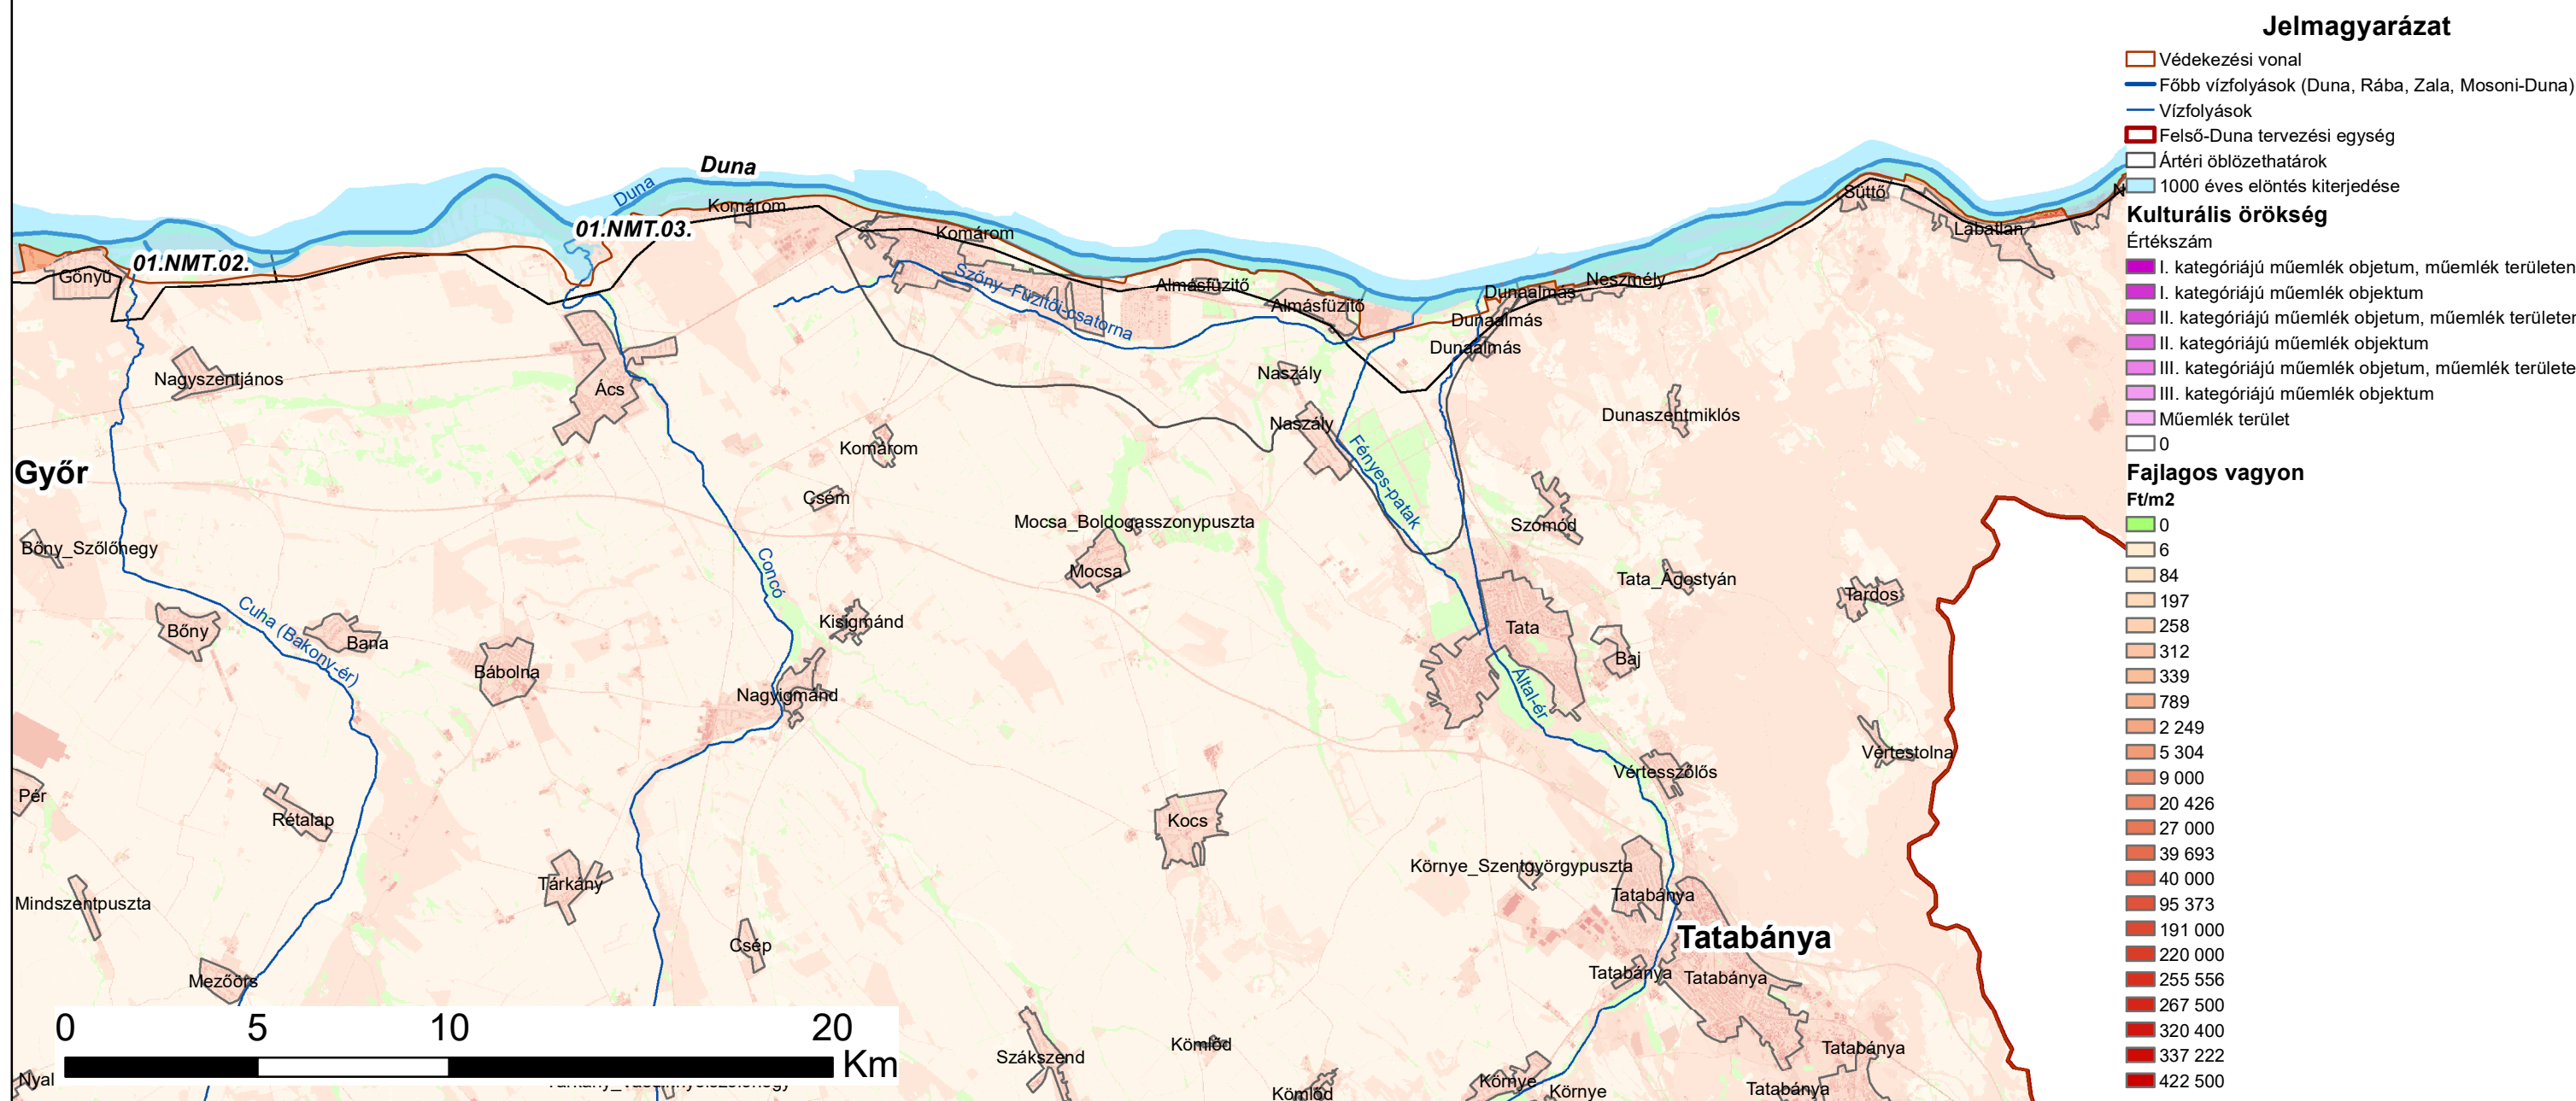 Duna
Duna
Komárom
01.NMT.03.
01.NMT.02.
Gönyű
Komárom
Szőny -Füzitői-csatorna
Almásfüzitő
Almásfüzitő
Dunaalmás
Dunaalmás
Dunaalmás
Neszmély
Süttő
Lábatlan
N
Nagyszentjános
Ács
Naszály
Naszály
Dunaszentmiklós
Komárom
Fényes-patak
Győr
Csém
Mocsa_Boldogasszonypuszta
Szomód
Bőny_Szőlőhegy
Concó
Mocsa
Tata_Ágostyán
Tardos
Cuha (Bakony-ér)
Bőny
Bana
Kisigmánd
Tata
Baj
Bábolna
Nagyigmánd
Által-ér
Vértestolna
Vértesszőlős
Pér
Rétalap
Kocs
Környe_Szentgyörgypuszta
Tárkány
Tatabánya
Mindszentpuszta
Csép
Tatabánya
Mezőörs
Tatabánya
Tatabánya
Szákszend
Kömlőd
Tatabánya
Nyal
Kömlőd
Környe
Környe
Tatabánya
0 5 10 20
Km
Jelmagyarázat
Védekezési vonal
Főbb vízfolyások (Duna, Rába, Zala, Mosoni-Duna)
Vízfolyások
Felső-Duna tervezési egység
Ártéri öblözethatárok
1000 éves elöntés kiterjedése
Kulturális örökség
Értékszám
I. kategóriájú műemlék objetum, műemlék területen
I. kategóriájú műemlék objektum
II. kategóriájú műemlék objetum, műemlék területen
II. kategóriájú műemlék objektum
III. kategóriájú műemlék objetum, műemlék területe
III. kategóriájú műemlék objektum
Műemlék terület
0
Fajlagos vagyon
Ft/m2
0
6
84
197
258
312
339
789
2 249
5 304
9 000
20 426
27 000
39 693
40 000
95 373
191 000
220 000
255 556
267 500
320 400
337 222
422 500